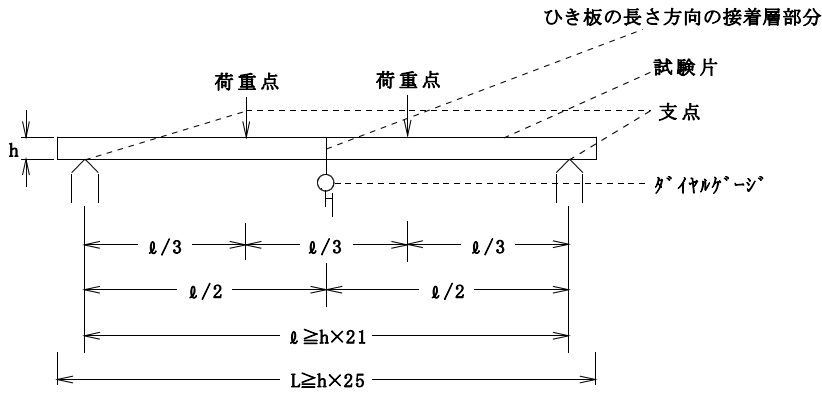 ひき板の長さ方向の接着層部分
試験片
荷重点
荷重点
支点
h
ﾀﾞｲﾔﾙｹﾞｰｼﾞ
ℓ/3
ℓ/3
ℓ/3
ℓ/2
ℓ/2
ℓ≧h×21
L≧h×25